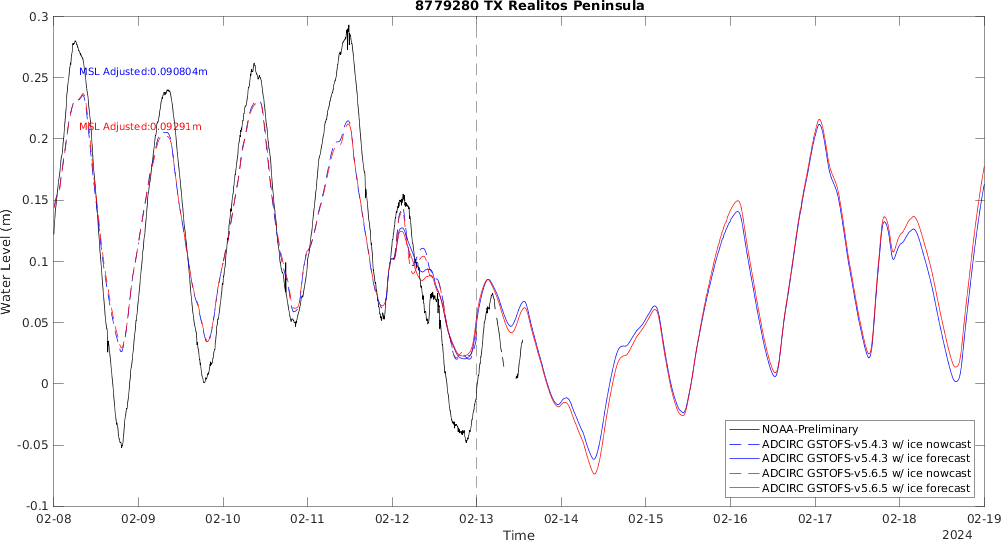 8779280 TX Realitos Peninsula
0.3
0.25
0.2
0.15
0.1
0.05
0
-0.05
-0.1
Water Level (m)
MSL Adjusted:0.090804m
MSL Adjusted:0.09291m
NOAA-Preliminary
ADCIRC GSTOFS-v5.4.3 w/ ice nowcast
ADCIRC GSTOFS-v5.4.3 w/ ice forecast
ADCIRC GSTOFS-v5.6.5 w/ ice nowcast
ADCIRC GSTOFS-v5.6.5 w/ ice forecast
02-08 02-09 02-10 02-11 02-12 02-13 02-14 02-15 02-16 02-17 02-18 02-19
Time
2024